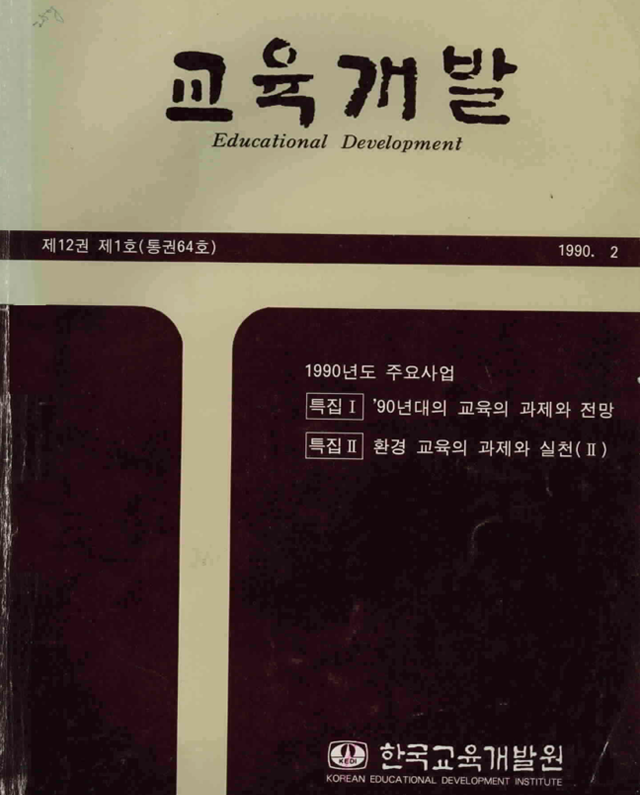 교육개발
Educational Development
제12권 제1호(통권64호)
1990. 2
1990년도 주요사업
특집Ⅰ '90년대의 교육의 과제와 전망
특집Ⅱ 환경 교육의 과제와 실천(Ⅱ)
KEDI 한국교육개발원
KOREAN EDUCATIONAL DEVELOPMENT INSTITUTE